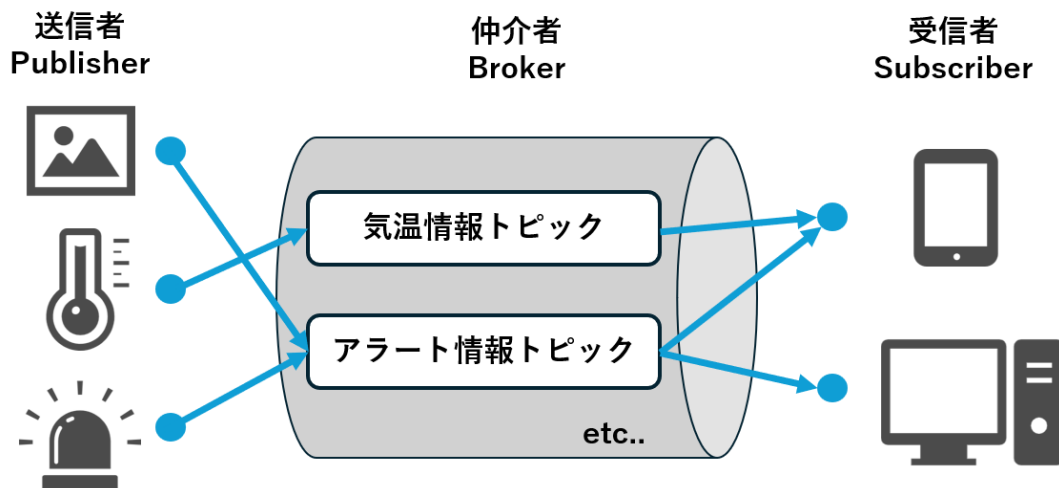 送信者
Publisher
仲介者
Broker
受信者
Subscriber
気温情報トピック
アラート情報トピック
etc..